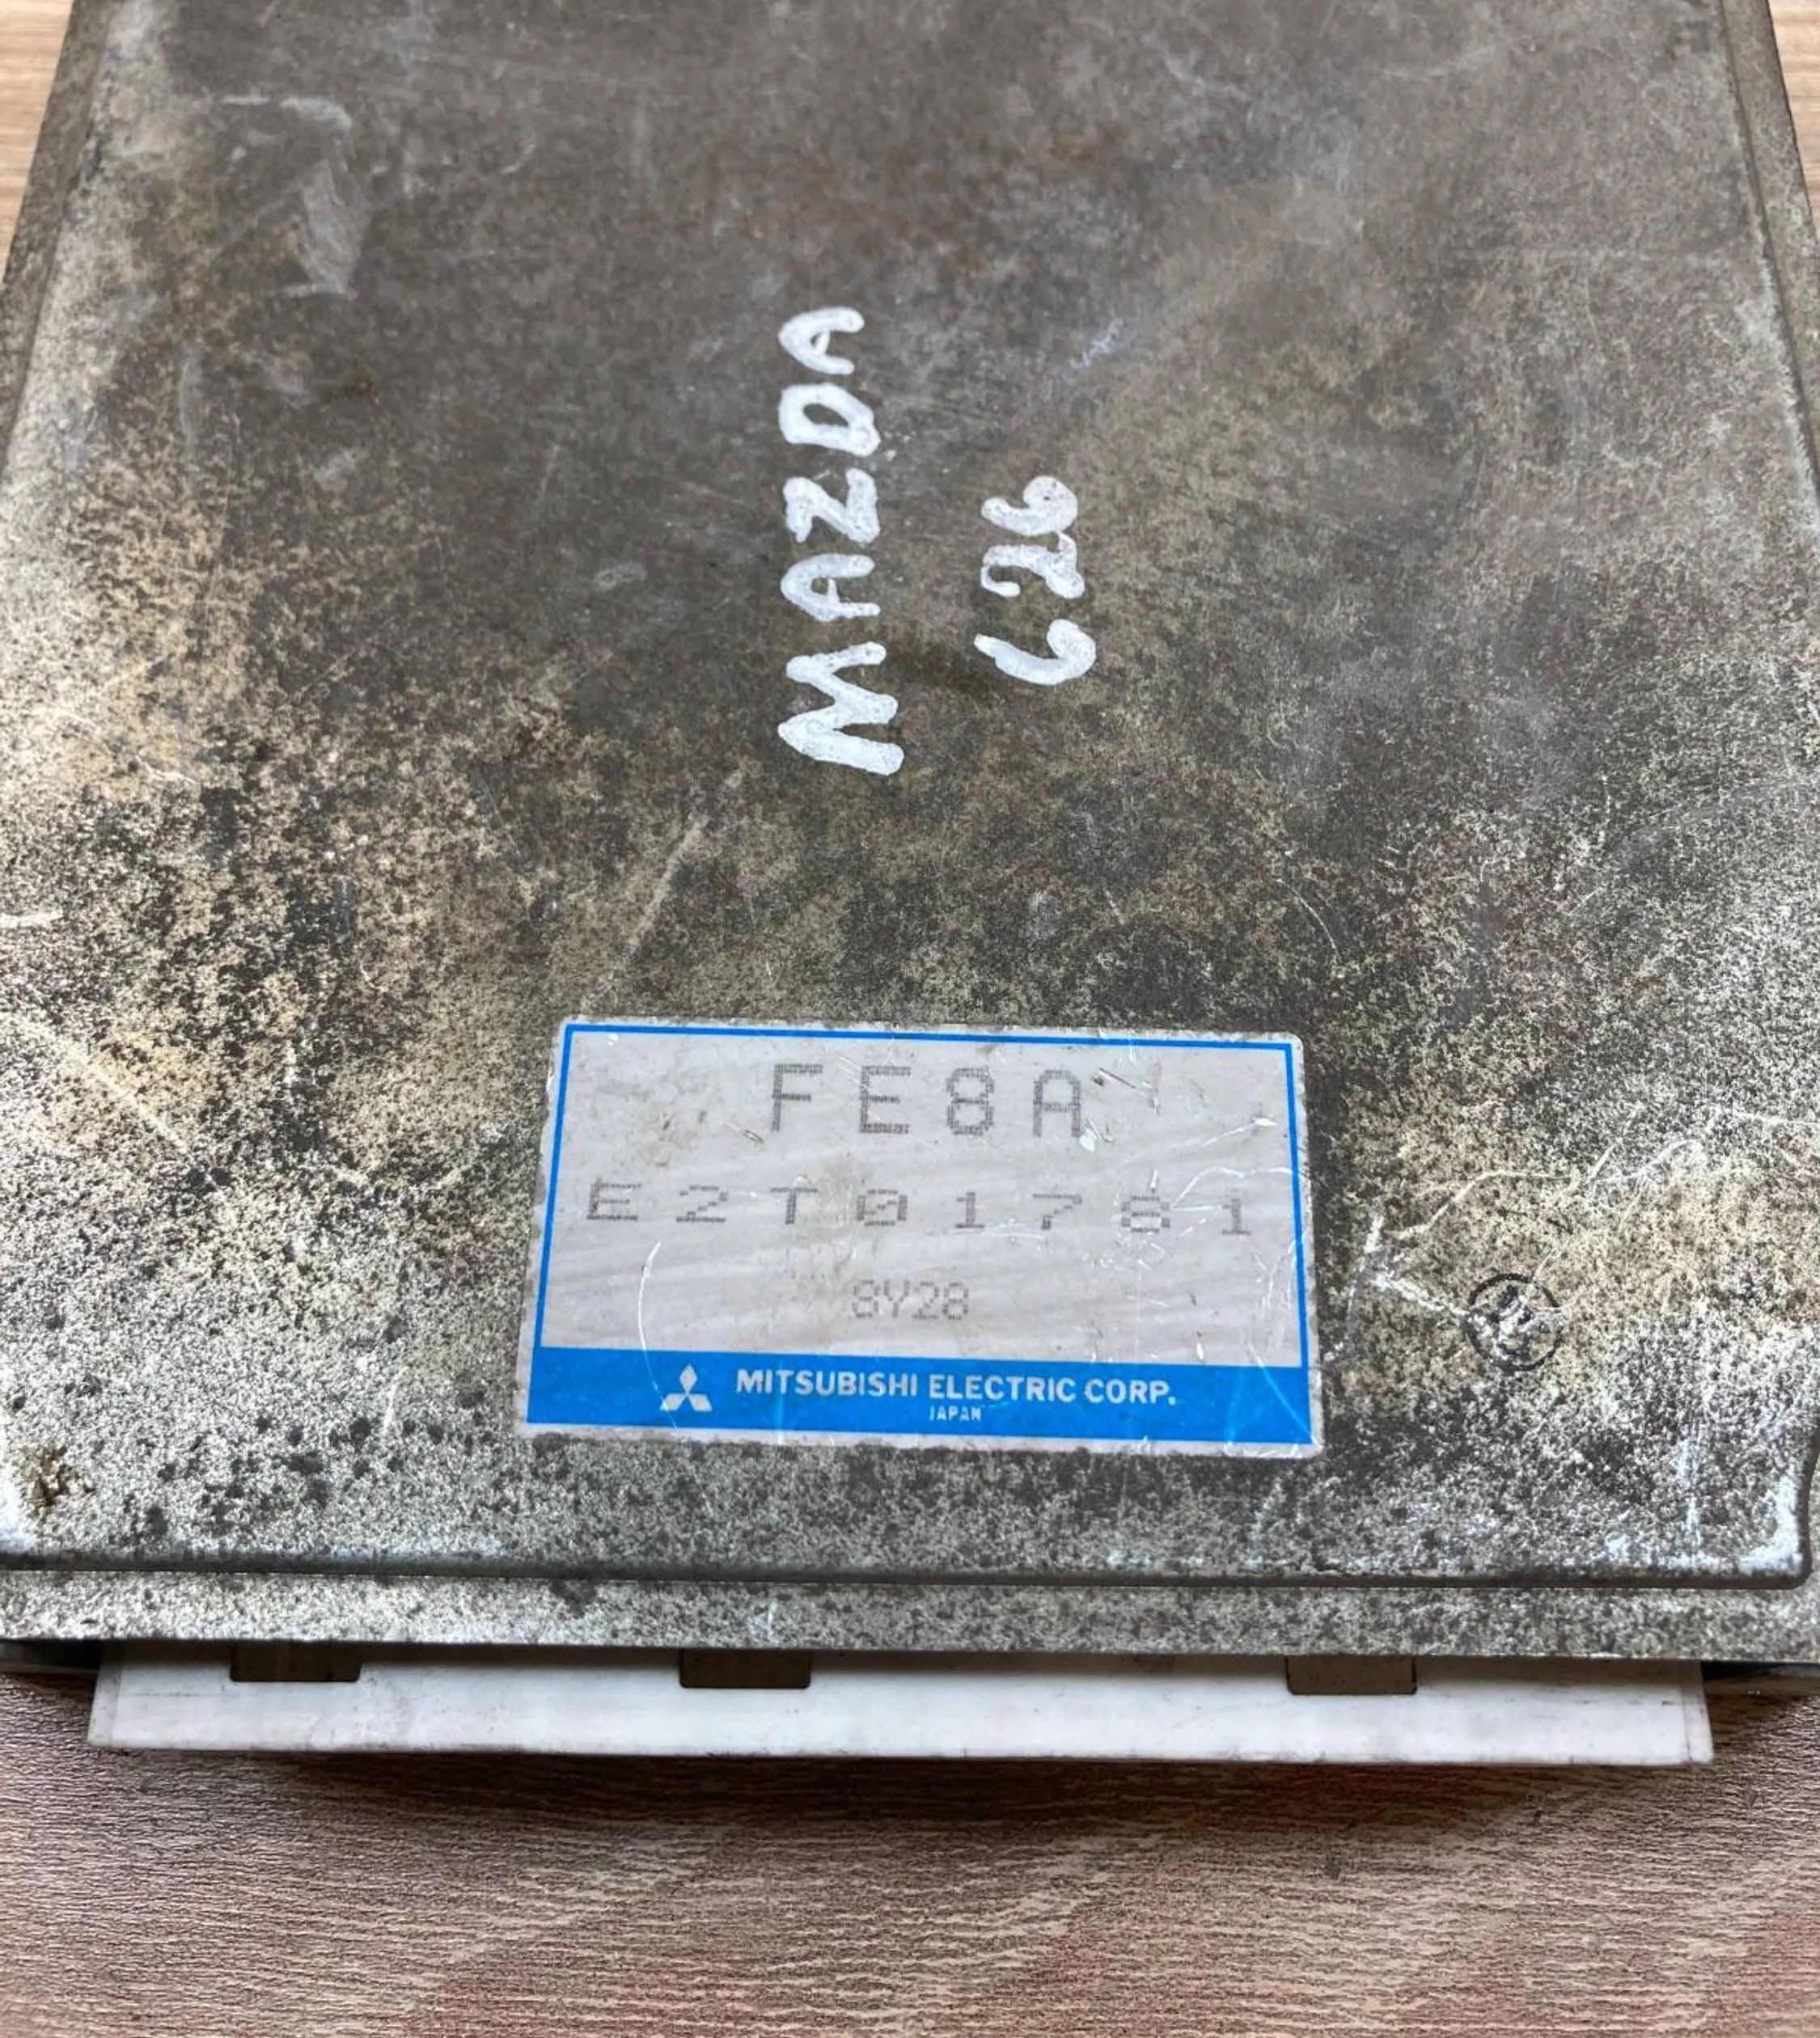 MAZDA
626
FE8A
E2T01781
8Y28
MITSUBISHI ELECTRIC CORP.
JAPAN